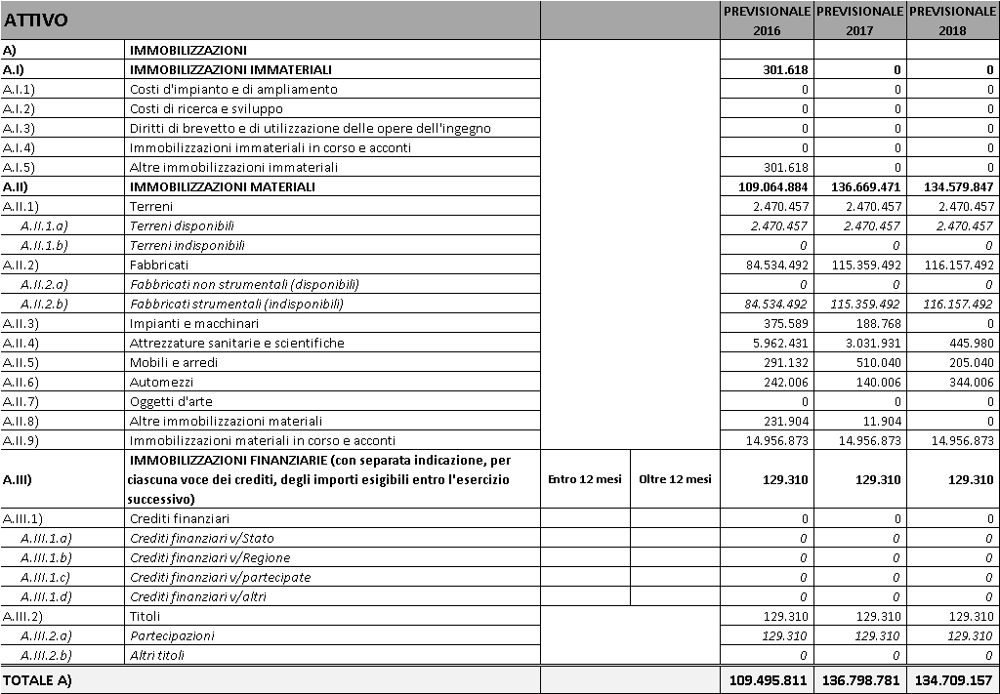 ATTIVO PREVISIONALE 2016 PREVISIONALE 2017 PREVISIONALE 2018
A) IMMOBILIZZAZIONI
A.I) IMMOBILIZZAZIONI IMMATERIALI 301.618 0 0
A.I.1) Costi d'impianto e di ampliamento 0 0 0
A.I.2) Costi di ricerca e sviluppo 0 0 0
A.I.3) Diritti di brevetto e di utilizzazione delle opere dell'ingegno 0 0 0
A.I.4) Immobilizzazioni immateriali in corso e acconti 0 0 0
A.I.5) Altre immobilizzazioni immateriali 301.618 0 0
A.II) IMMOBILIZZAZIONI MATERIALI 109.064.884 136.669.471 134.579.847
A.II.1) Terreni 2.470.457 2.470.457 2.470.457
A.II.1.a) Terreni disponibili 2.470.457 2.470.457 2.470.457
A.II.1.b) Terreni indisponibili 0 0 0
A.II.2) Fabbricati 84.534.492 115.359.492 116.157.492
A.II.2.a) Fabbricati non strumentali (disponibili) 0 0 0
A.II.2.b) Fabbricati strumentali (indisponibili) 84.534.492 115.359.492 116.157.492
A.II.3) Impianti e macchinari 375.589 188.768 0
A.II.4) Attrezzature sanitarie e scientifiche 5.962.431 3.031.931 445.980
A.II.5) Mobili e arredi 291.132 510.040 205.040
A.II.6) Automezzi 242.006 140.006 344.006
A.II.7) Oggetti d'arte 0 0 0
A.II.8) Altre immobilizzazioni materiali 231.904 11.904 0
A.II.9) Immobilizzazioni materiali in corso e acconti 14.956.873 14.956.873 14.956.873
A.III) IMMOBILIZZAZIONI FINANZIARIE (con separata indicazione, per
ciascuna voce dei crediti, degli importi esigibili entro l'esercizio
successivo) Entro 12 mesi Oltre 12 mesi 129.310 129.310 129.310
A.III.1) Crediti finanziari 0 0 0
A.III.1.a) Crediti finanziari v/Stato 0 0 0
A.III.1.b) Crediti finanziari v/Regione 0 0 0
A.III.1.c) Crediti finanziari v/partecipate 0 0 0
A.III.1.d) Crediti finanziari v/altri 0 0 0
A.III.2) Titoli 129.310 129.310 129.310
A.III.2.a) Partecipazioni 129.310 129.310 129.310
A.III.2.b) Altri titoli 0 0 0
TOTALE A) 109.495.811 136.798.781 134.709.157